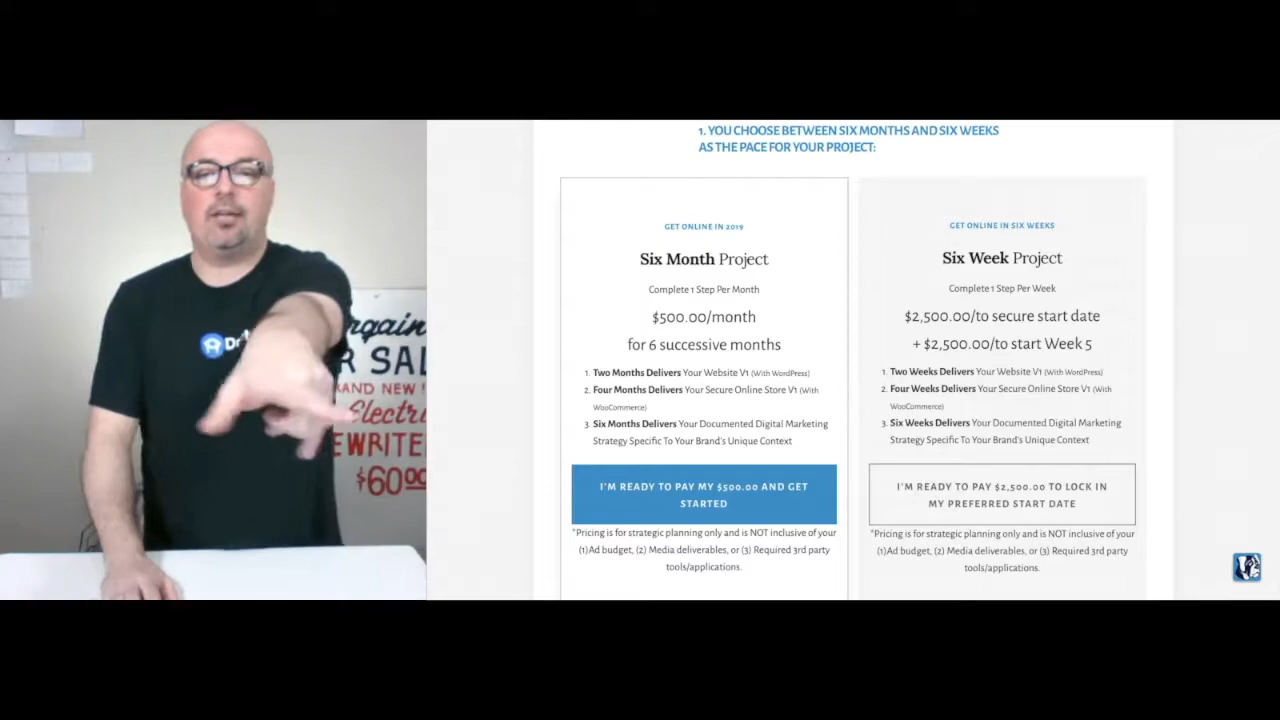 1. YOU CHOOSE BETWEEN SIX MONTHS AND SIX WEEKS
AS THE PACE FOR YOUR PROJECT:
GET ONLINE IN 2019
Six Month Project
Complete 1 Step Per Month
$500.00/month
for 6 successive months
1. Two Months Delivers Your Website V1 (With WordPress)
2. Four Months Delivers Your Secure Online Store V1 (With
WooCommerce)
3. Six Months Delivers Your Documented Digital Marketing
Strategy Specific To Your Brand's Unique Context
I'M READY TO PAY MY $500.00 AND GET
STARTED
*Pricing is for strategic planning only and is NOT inclusive of your
(1)Ad budget, (2) Media deliverables, or (3) Required 3rd party
tools/applications.
GET ONLINE IN SIX WEEKS
Six Week Project
Complete 1 Step Per Week
$2,500.00/to secure start date
+ $2,500.00/to start Week 5
1. Two Weeks Delivers Your Website V1 (With WordPress)
2. Four Weeks Delivers Your Secure Online Store V1 (With
WooCommerce)
3. Six Weeks Delivers Your Documented Digital Marketing
Strategy Specific To Your Brand's Unique Context
I'M READY TO PAY $2,500.00 TO LOCK IN
MY PREFERRED START DATE
*Pricing is for strategic planning only and is NOT inclusive of your
(1)Ad budget, (2) Media deliverables, or (3) Required 3rd party
tools/applications.
rgain
R SAL
RAND NEW !
Electri
EWRITE
$6000